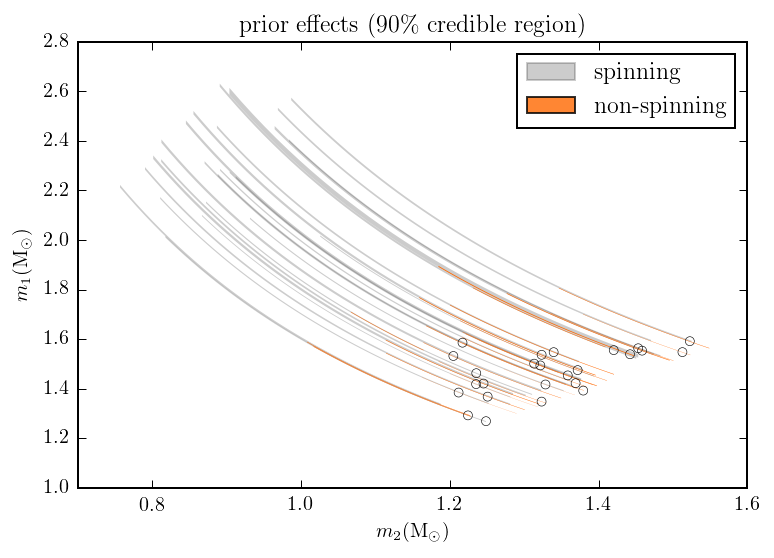 prior effects (90% credible region)
2.8
2.6
2.4
2.2
2.0
1.8
1.6
1.4
1.2
1.0
m₁(M⊙)
spinning
non-spinning
0.8 1.0 1.2 1.4 1.6
m₂(M⊙)